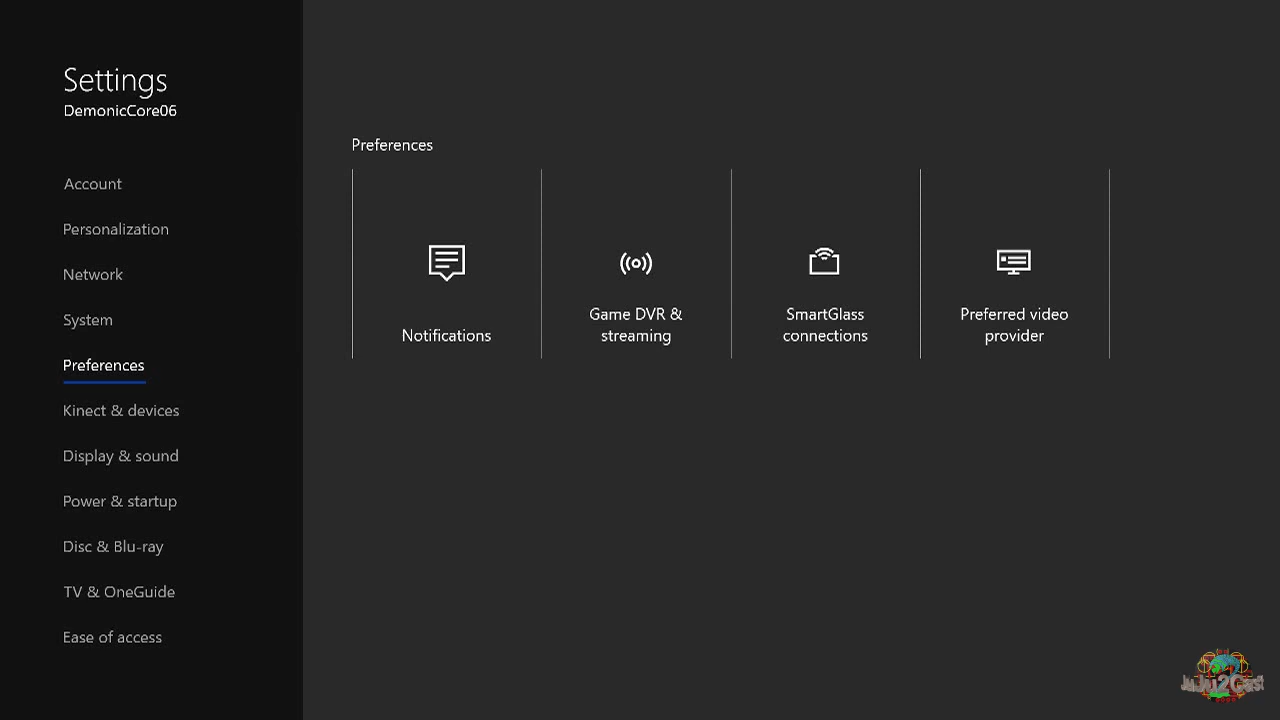 Settings
DemonicCore06
Account
Personalization
Network
System
Preferences
Kinect & devices
Display & sound
Power & startup
Disc & Blu-ray
TV & OneGuide
Ease of access
Preferences
Notifications
Game DVR &
streaming
SmartGlass
connections
Preferred video
provider
JuJu2Cast